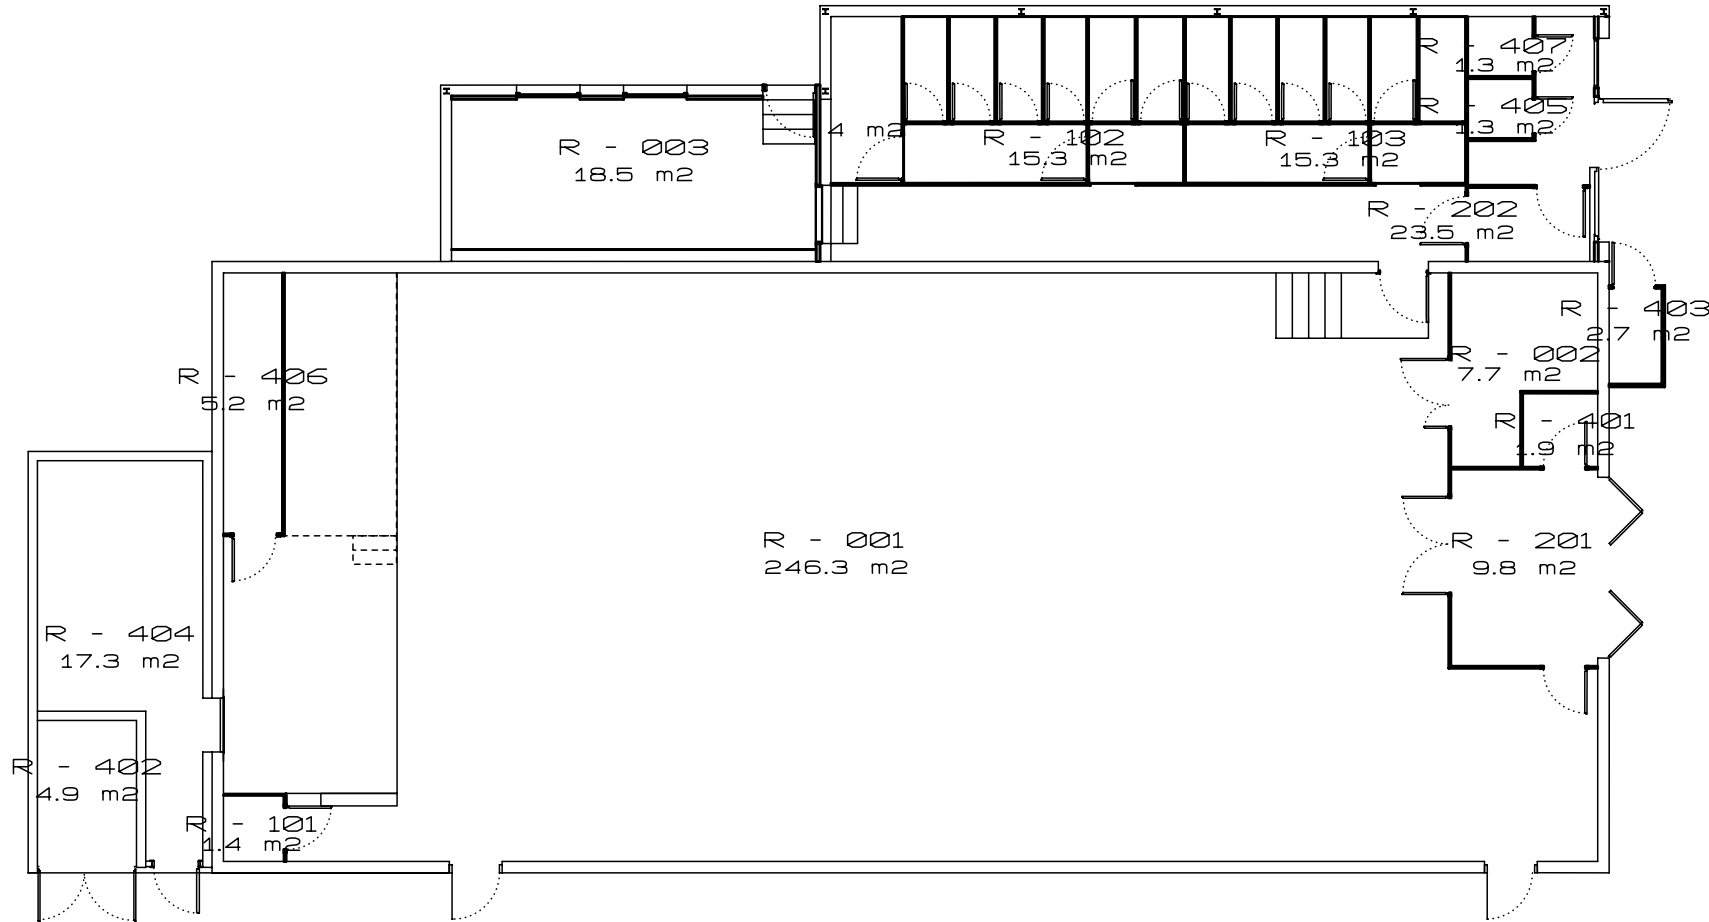 R - 407
1.3 m2
R - 405
1.3 m2
4 m2
R - 102
15.3 m2
R - 103
15.3 m2
R - 003
18.5 m2
R - 202
23.5 m2
R - 403
2.7 m2
R - 002
7.7 m2
R - 406
5.2 m2
R - 401
1.9 m2
R - 001
246.3 m2
R - 201
9.8 m2
R - 404
17.3 m2
R - 402
4.9 m2
R - 101
1.4 m2